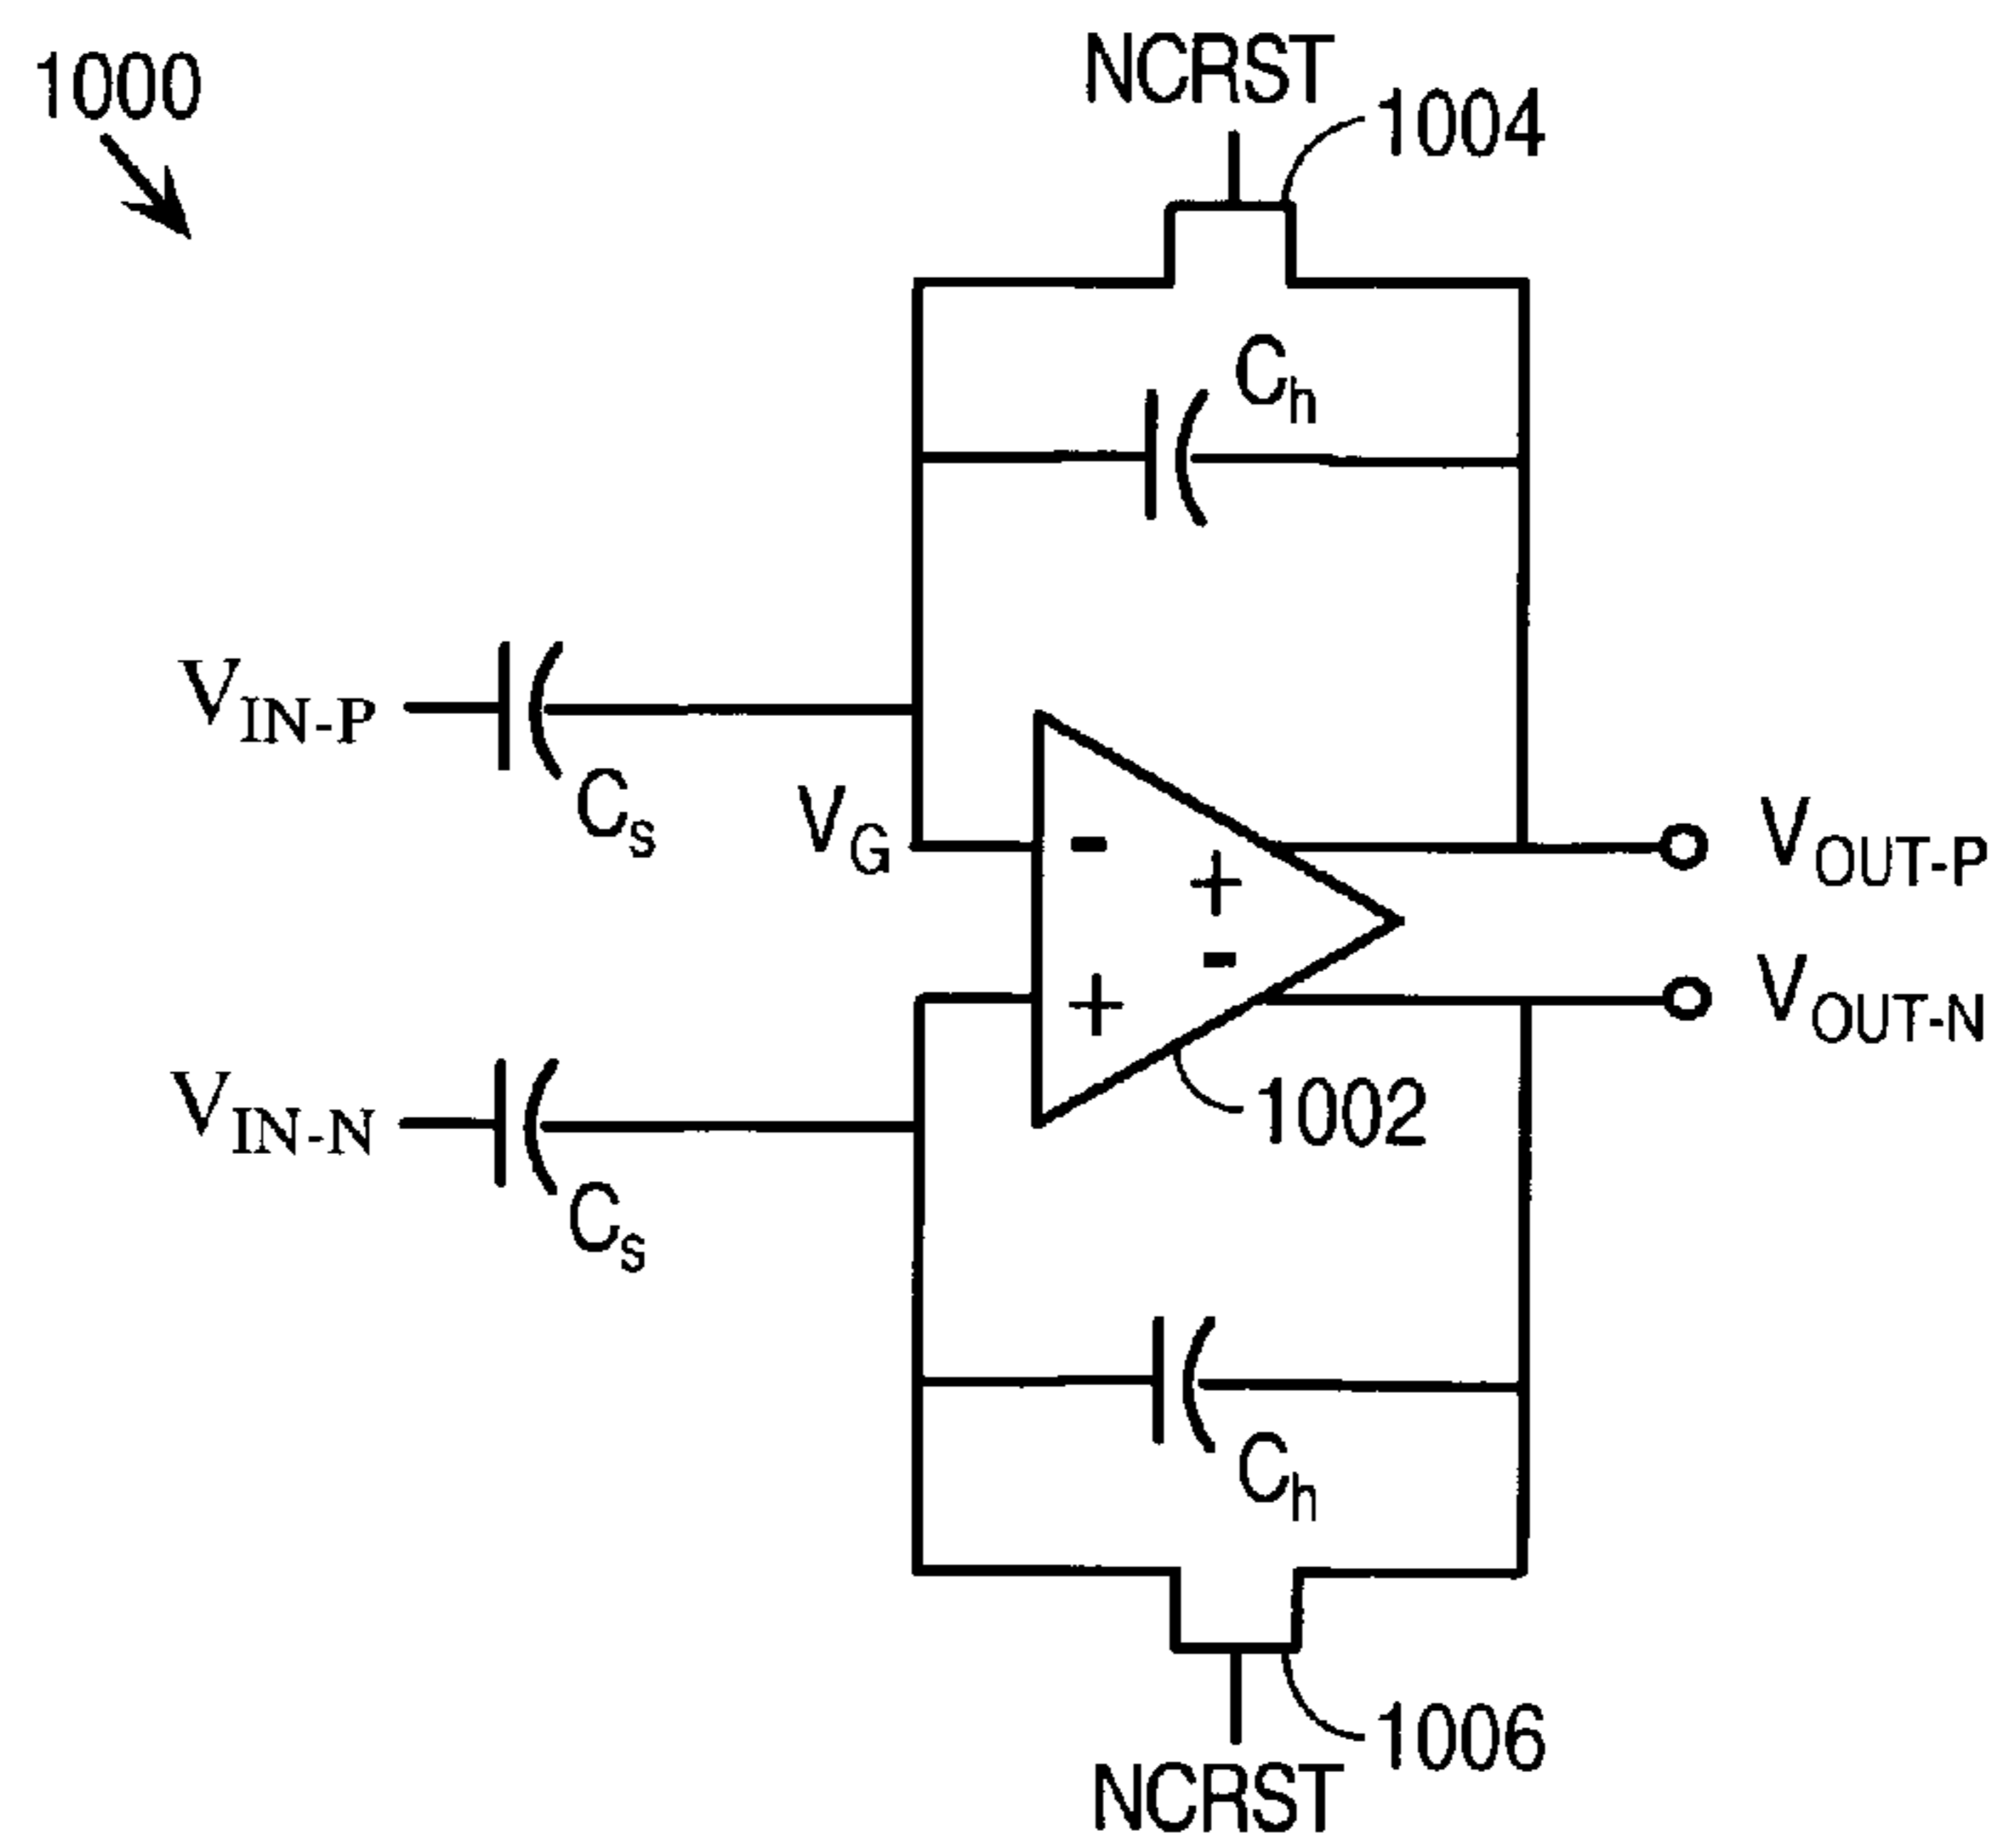 1000
NCRST
1004
Ch
VIN-P
Cs
VG
-
+
-
+
VOUT-P
VOUT-N
1002
VIN-N
Cs
Ch
1006
NCRST